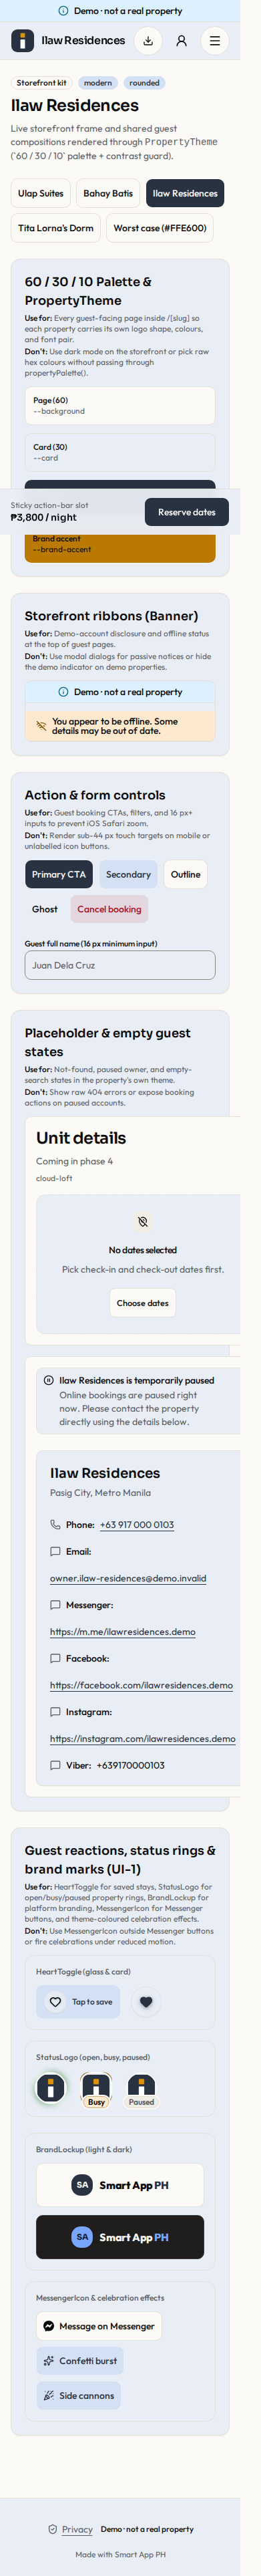 Demo · not a real property
Ilaw Residences
Storefront kit modern rounded
Ilaw Residences
Live storefront frame and shared guest
compositions rendered through PropertyTheme
(`60 / 30 / 10` palette + contrast guard).
Ulap Suites Bahay Batis Ilaw Residences
Tita Lorna's Dorm Worst case (#FFE600)
60 / 30 / 10 Palette &
PropertyTheme
Use for: Every guest-facing page inside /[slug] so
each property carries its own logo shape, colours,
and font pair.
Don't: Use dark mode on the storefront or pick raw
hex colours without passing through
propertyPalette().
Page (60)
--background
Card (30)
--card
Sticky action-bar slot
₱3,800 / night
Reserve dates
Brand accent
--brand-accent
Storefront ribbons (Banner)
Use for: Demo-account disclosure and offline status
at the top of guest pages.
Don't: Use modal dialogs for passive notices or hide
the demo indicator on demo properties.
Demo · not a real property
You appear to be offline. Some
details may be out of date.
Action & form controls
Use for: Guest booking CTAs, filters, and 16 px+
inputs to prevent iOS Safari zoom.
Don't: Render sub-44 px touch targets on mobile or
unlabelled icon buttons.
Primary CTA Secondary Outline
Ghost Cancel booking
Guest full name (16 px minimum input)
Juan Dela Cruz
Placeholder & empty guest
states
Use for: Not-found, paused owner, and empty-
search states in the property's own theme.
Don't: Show raw 404 errors or expose booking
actions on paused accounts.
Unit details
Coming in phase 4
cloud-loft
No dates selected
Pick check-in and check-out dates first.
Choose dates
Ilaw Residences is temporarily paused
Online bookings are paused right
now. Please contact the property
directly using the details below.
Ilaw Residences
Pasig City, Metro Manila
Phone: +63 917 000 0103
Email:
owner.ilaw-residences@demo.invalid
Messenger:
https://m.me/ilawresidences.demo
Facebook:
https://facebook.com/ilawresidences.demo
Instagram:
https://instagram.com/ilawresidences.demo
Viber: +639170000103
Guest reactions, status rings &
brand marks (UI-1)
Use for: HeartToggle for saved stays, StatusLogo for
open/busy/paused property rings, BrandLockup for
platform branding, MessengerIcon for Messenger
buttons, and theme-coloured celebration effects.
Don't: Use MessengerIcon outside Messenger buttons
or fire celebrations under reduced motion.
HeartToggle (glass & card)
Tap to save
StatusLogo (open, busy, paused)
Busy Paused
BrandLockup (light & dark)
SA Smart App PH
SA Smart App PH
MessengerIcon & celebration effects
Message on Messenger
Confetti burst
Side cannons
Privacy Demo · not a real property
Made with Smart App PH